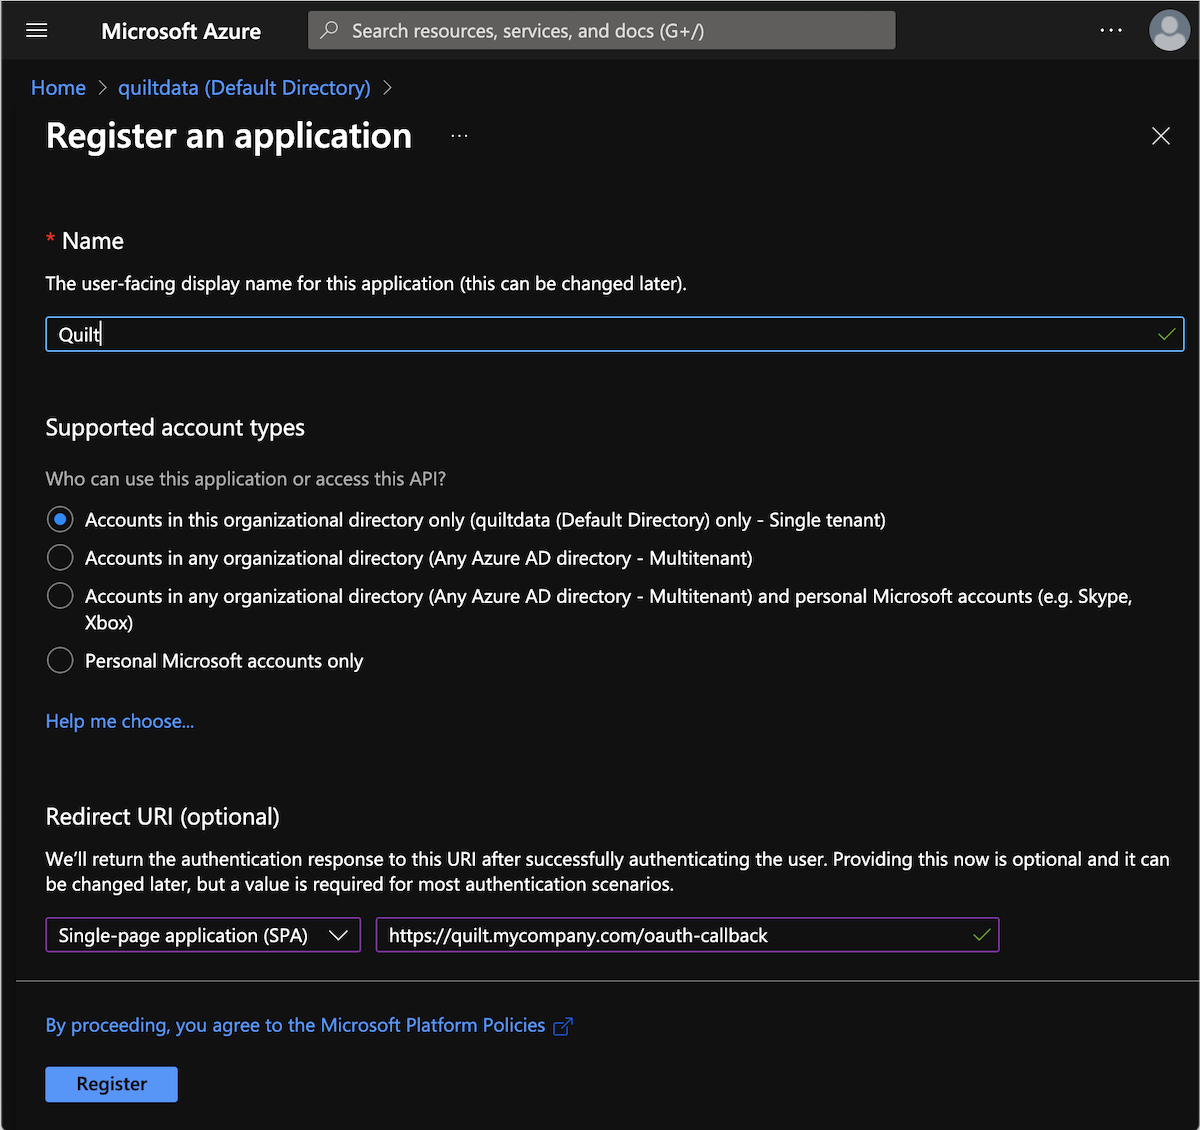 Microsoft Azure
Search resources, services, and docs (G+/)
Home > quiltdata (Default Directory) >
Register an application ...
* Name
The user-facing display name for this application (this can be changed later).
Quilt
Supported account types
Who can use this application or access this API?
Accounts in this organizational directory only (quiltdata (Default Directory) only - Single tenant)
Accounts in any organizational directory (Any Azure AD directory - Multitenant)
Accounts in any organizational directory (Any Azure AD directory - Multitenant) and personal Microsoft accounts (e.g. Skype,
Xbox)
Personal Microsoft accounts only
Help me choose...
Redirect URI (optional)
We’ll return the authentication response to this URI after successfully authenticating the user. Providing this now is optional and it can
be changed later, but a value is required for most authentication scenarios.
Single-page application (SPA)
https://quilt.mycompany.com/oauth-callback
By proceeding, you agree to the Microsoft Platform Policies
Register